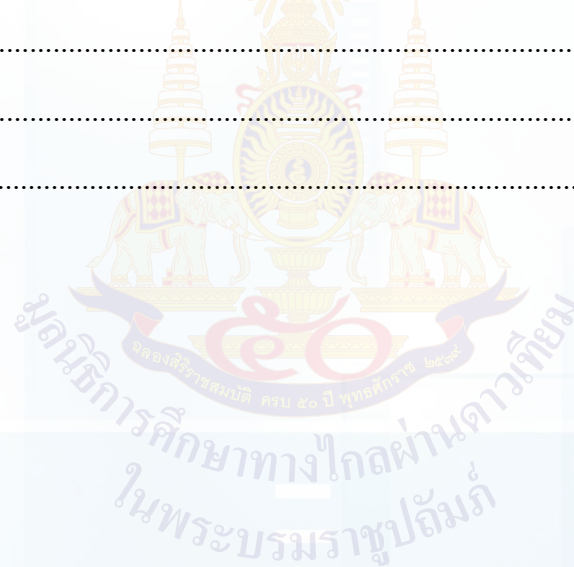 ๕๐
ฉลองสิริราชสมบัติ ครบ ๕๐ ปี พุทธศักราช ๒๕๓๙
มูลนิธิการศึกษาทางไกลผ่านดาวเทียม
ในพระบรมราชูปถัมภ์